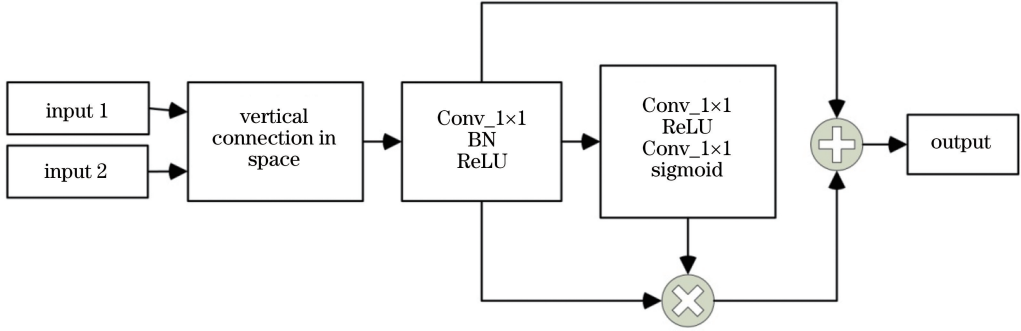 input 1
input 2
vertical
connection in
space
Conv_1×1
BN
ReLU
Conv_1×1
ReLU
Conv_1×1
sigmoid
output